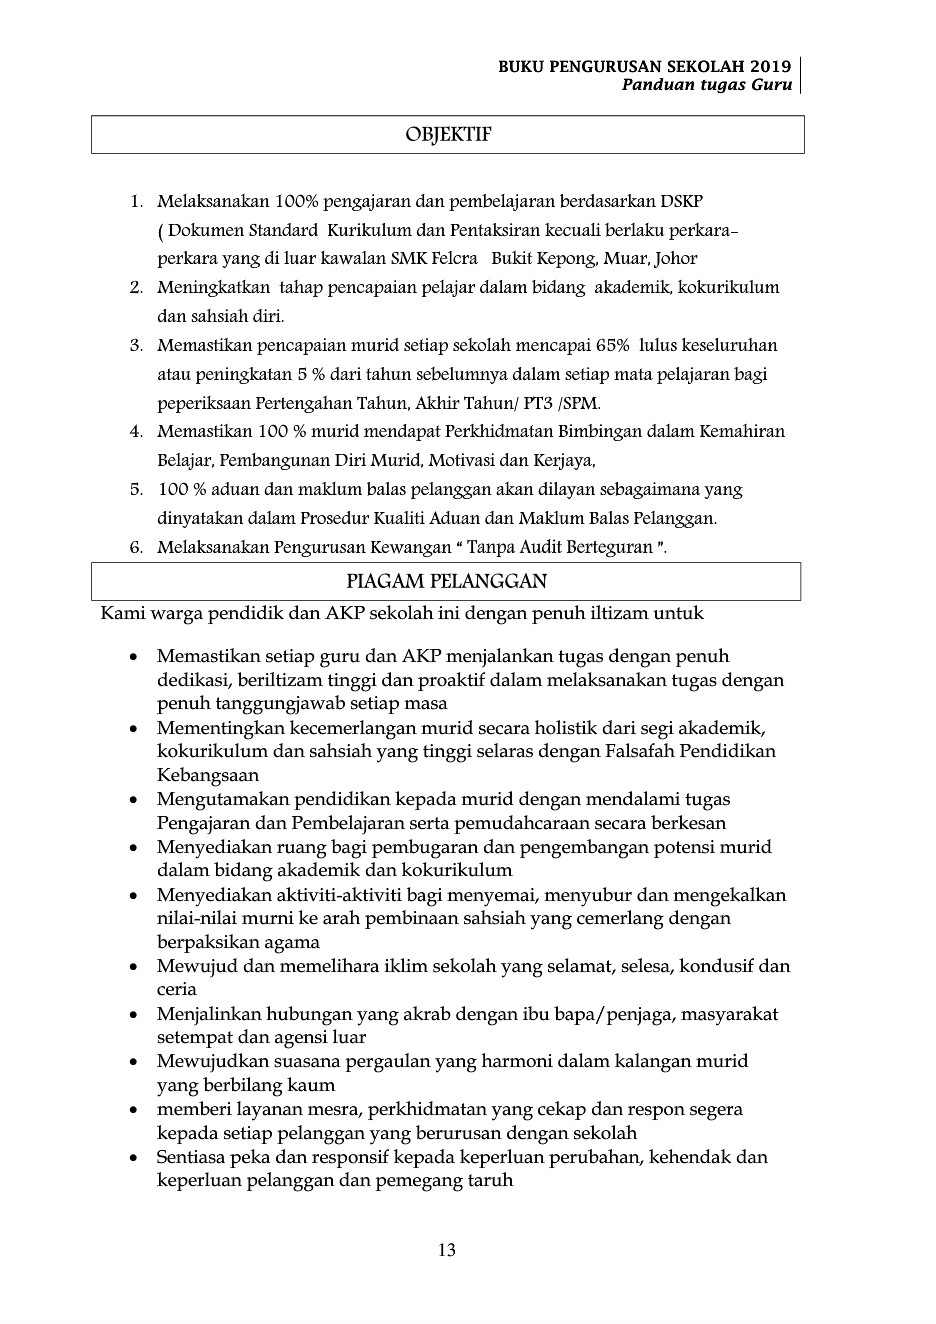 BUKU PENGURUSAN SEKOLAH 2019
Panduan tugas Guru
OBJEKTIF
1. Melaksanakan 100% pengajaran dan pembelajaran berdasarkan DSKP
( Dokumen Standard Kurikulum dan Pentaksiran kecuali berlaku perkara-
perkara yang di luar kawalan SMK Felcra Bukit Kepong, Muar, Johor
2. Meningkatkan tahap pencapaian pelajar dalam bidang akademik, kokurikulum
dan sahsiah diri.
3. Memastikan pencapaian murid setiap sekolah mencapai 65% lulus keseluruhan
atau peningkatan 5 % dari tahun sebelumnya dalam setiap mata pelajaran bagi
peperiksaan Pertengahan Tahun, Akhir Tahun/ PT3 /SPM.
4. Memastikan 100 % murid mendapat Perkhidmatan Bimbingan dalam Kemahiran
Belajar, Pembangunan Diri Murid, Motivasi dan Kerjaya,
5. 100 % aduan dan maklum balas pelanggan akan dilayan sebagaimana yang
dinyatakan dalam Prosedur Kualiti Aduan dan Maklum Balas Pelanggan.
6. Melaksanakan Pengurusan Kewangan “ Tanpa Audit Berteguran ”.
PIAGAM PELANGGAN
Kami warga pendidik dan AKP sekolah ini dengan penuh iltizam untuk
• Memastikan setiap guru dan AKP menjalankan tugas dengan penuh
dedikasi, beriltizam tinggi dan proaktif dalam melaksanakan tugas dengan
penuh tanggungjawab setiap masa
• Mementingkan kecemerlangan murid secara holistik dari segi akademik,
kokurikulum dan sahsiah yang tinggi selaras dengan Falsafah Pendidikan
Kebangsaan
• Mengutamakan pendidikan kepada murid dengan mendalami tugas
Pengajaran dan Pembelajaran serta pemudahcaraan secara berkesan
• Menyediakan ruang bagi pembugaran dan pengembangan potensi murid
dalam bidang akademik dan kokurikulum
• Menyediakan aktiviti-aktiviti bagi menyemai, menyubur dan mengekalkan
nilai-nilai murni ke arah pembinaan sahsiah yang cemerlang dengan
berpaksikan agama
• Mewujud dan memelihara iklim sekolah yang selamat, selesa, kondusif dan
ceria
• Menjalinkan hubungan yang akrab dengan ibu bapa/penjaga, masyarakat
setempat dan agensi luar
• Mewujudkan suasana pergaulan yang harmoni dalam kalangan murid
yang berbilang kaum
• memberi layanan mesra, perkhidmatan yang cekap dan respon segera
kepada setiap pelanggan yang berurusan dengan sekolah
• Sentiasa peka dan responsif kepada keperluan perubahan, kehendak dan
keperluan pelanggan dan pemegang taruh
13